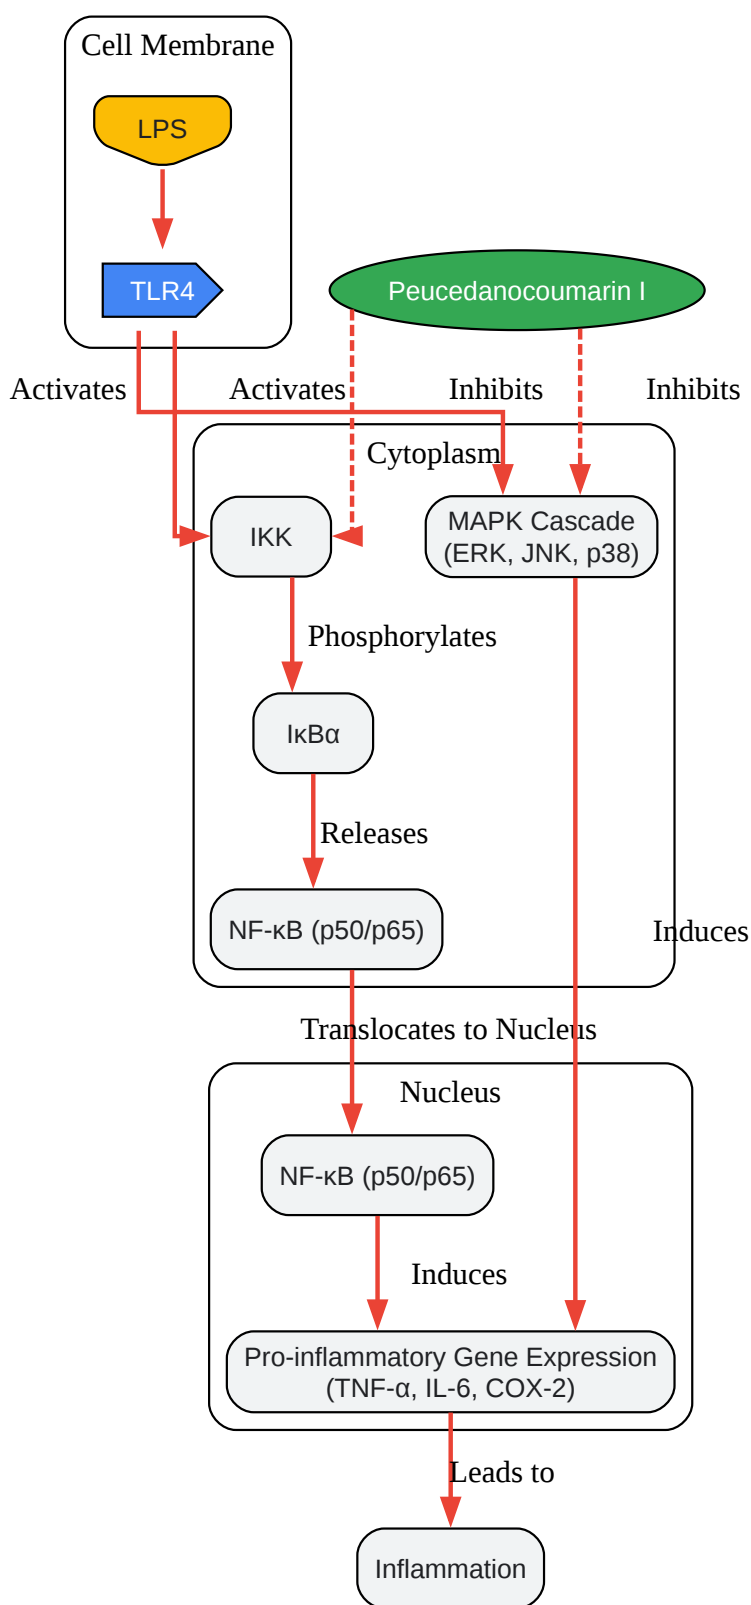 Cell Membrane
LPS
TLR4
Peucedanocoumarin I
Activates
Activates
Inhibits
Inhibits
Cytoplasm
IKK
MAPK Cascade
(ERK, JNK, p38)
Phosphorylates
IκBα
Releases
NF-κB (p50/p65)
Induces
Translocates to Nucleus
Nucleus
NF-κB (p50/p65)
Induces
Pro-inflammatory Gene Expression
(TNF-α, IL-6, COX-2)
Leads to
Inflammation